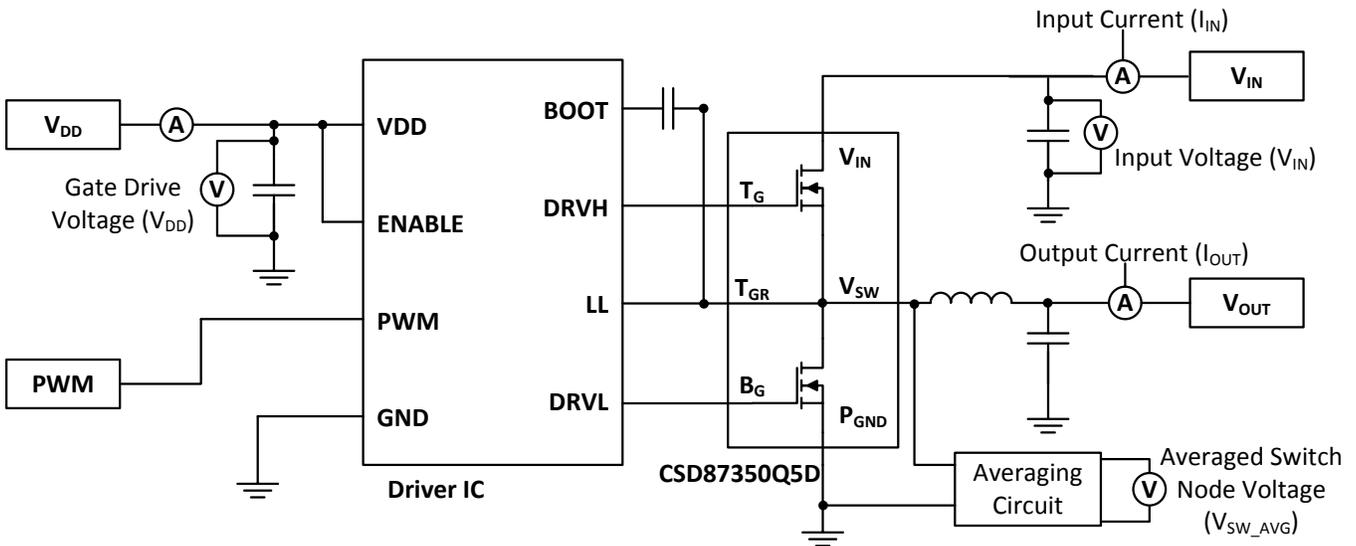 Input Current (I_IN)
A
V_IN
V_DD
A
VDD
BOOT
V
Input Voltage (V_IN)
Gate Drive
Voltage (V_DD)
V
ENABLE
DRVH
T_G
V_IN
Output Current (I_OUT)
LL
T_GR
V_SW
A
V_OUT
PWM
PWM
GND
DRVL
B_G
P_GND
CSD87350Q5D
Driver IC
Averaging
Circuit
V
Averaged Switch
Node Voltage
(V_SW_AVG)